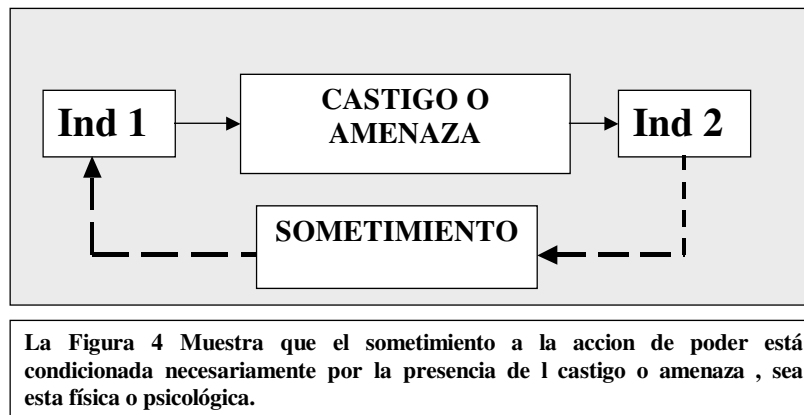 CASTIGO O
AMENAZA
Ind 1
Ind 2
SOMETIMIENTO
La Figura 4 Muestra que el sometimiento a la accion de poder está
condicionada necesariamente por la presencia de l castigo o amenaza , sea
esta física o psicológica.